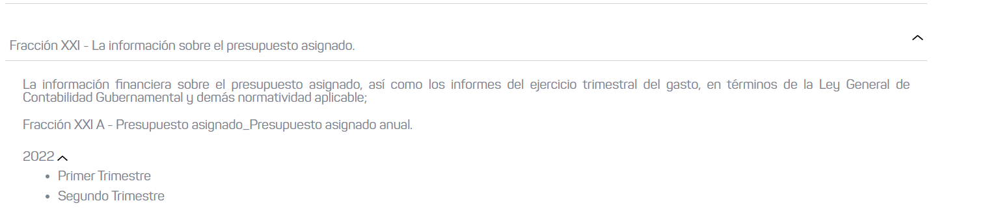 Fracción XXI - La información sobre el presupuesto asignado.
La información financiera sobre el presupuesto asignado, así como los informes del ejercicio trimestral del gasto, en términos de la Ley General de
Contabilidad Gubernamental y demás normatividad aplicable;
Fracción XXI A - Presupuesto asignado_Presupuesto asignado anual.
2022
• Primer Trimestre
• Segundo Trimestre